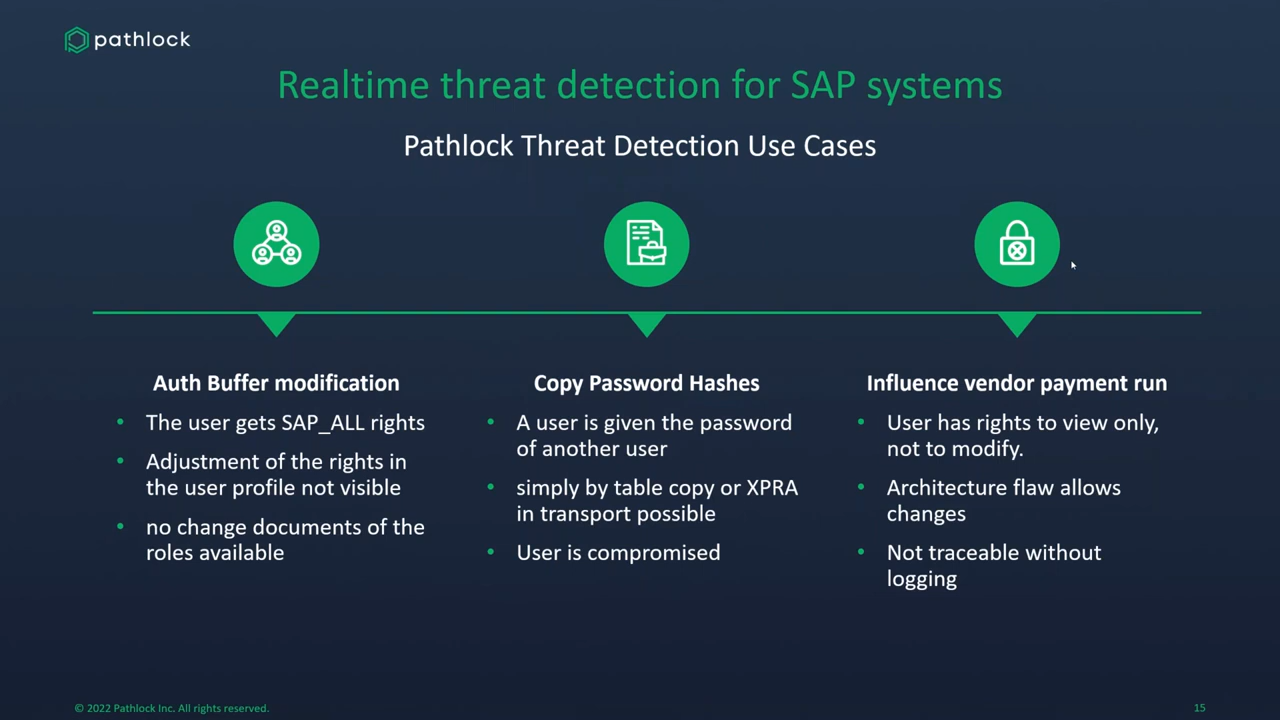 pathlock
Realtime threat detection for SAP systems
Pathlock Threat Detection Use Cases
Auth Buffer modification
• The user gets SAP_ALL rights
• Adjustment of the rights in
the user profile not visible
• no change documents of the
roles available
Copy Password Hashes
• A user is given the password
of another user
• simply by table copy or XPRA
in transport possible
• User is compromised
Influence vendor payment run
• User has rights to view only,
not to modify.
• Architecture flaw allows
changes
• Not traceable without
logging
© 2022 Pathlock Inc. All rights reserved.
15